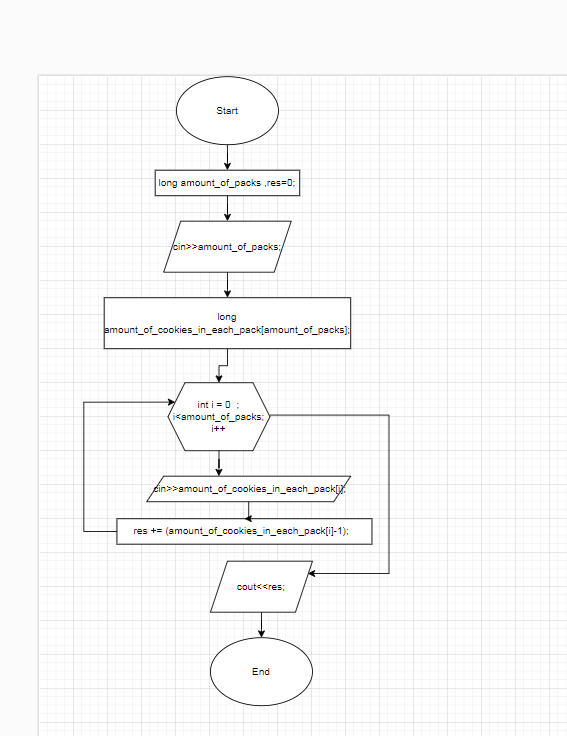 Start
long amount_of_packs ,res=0;
cin>>amount_of_packs;
long
amount_of_cookies_in_each_pack[amount_of_packs];
int i = 0  ;
i<amount_of_packs;
i++
cin>>amount_of_cookies_in_each_pack[i];
res += (amount_of_cookies_in_each_pack[i]-1);
cout<<res;
End